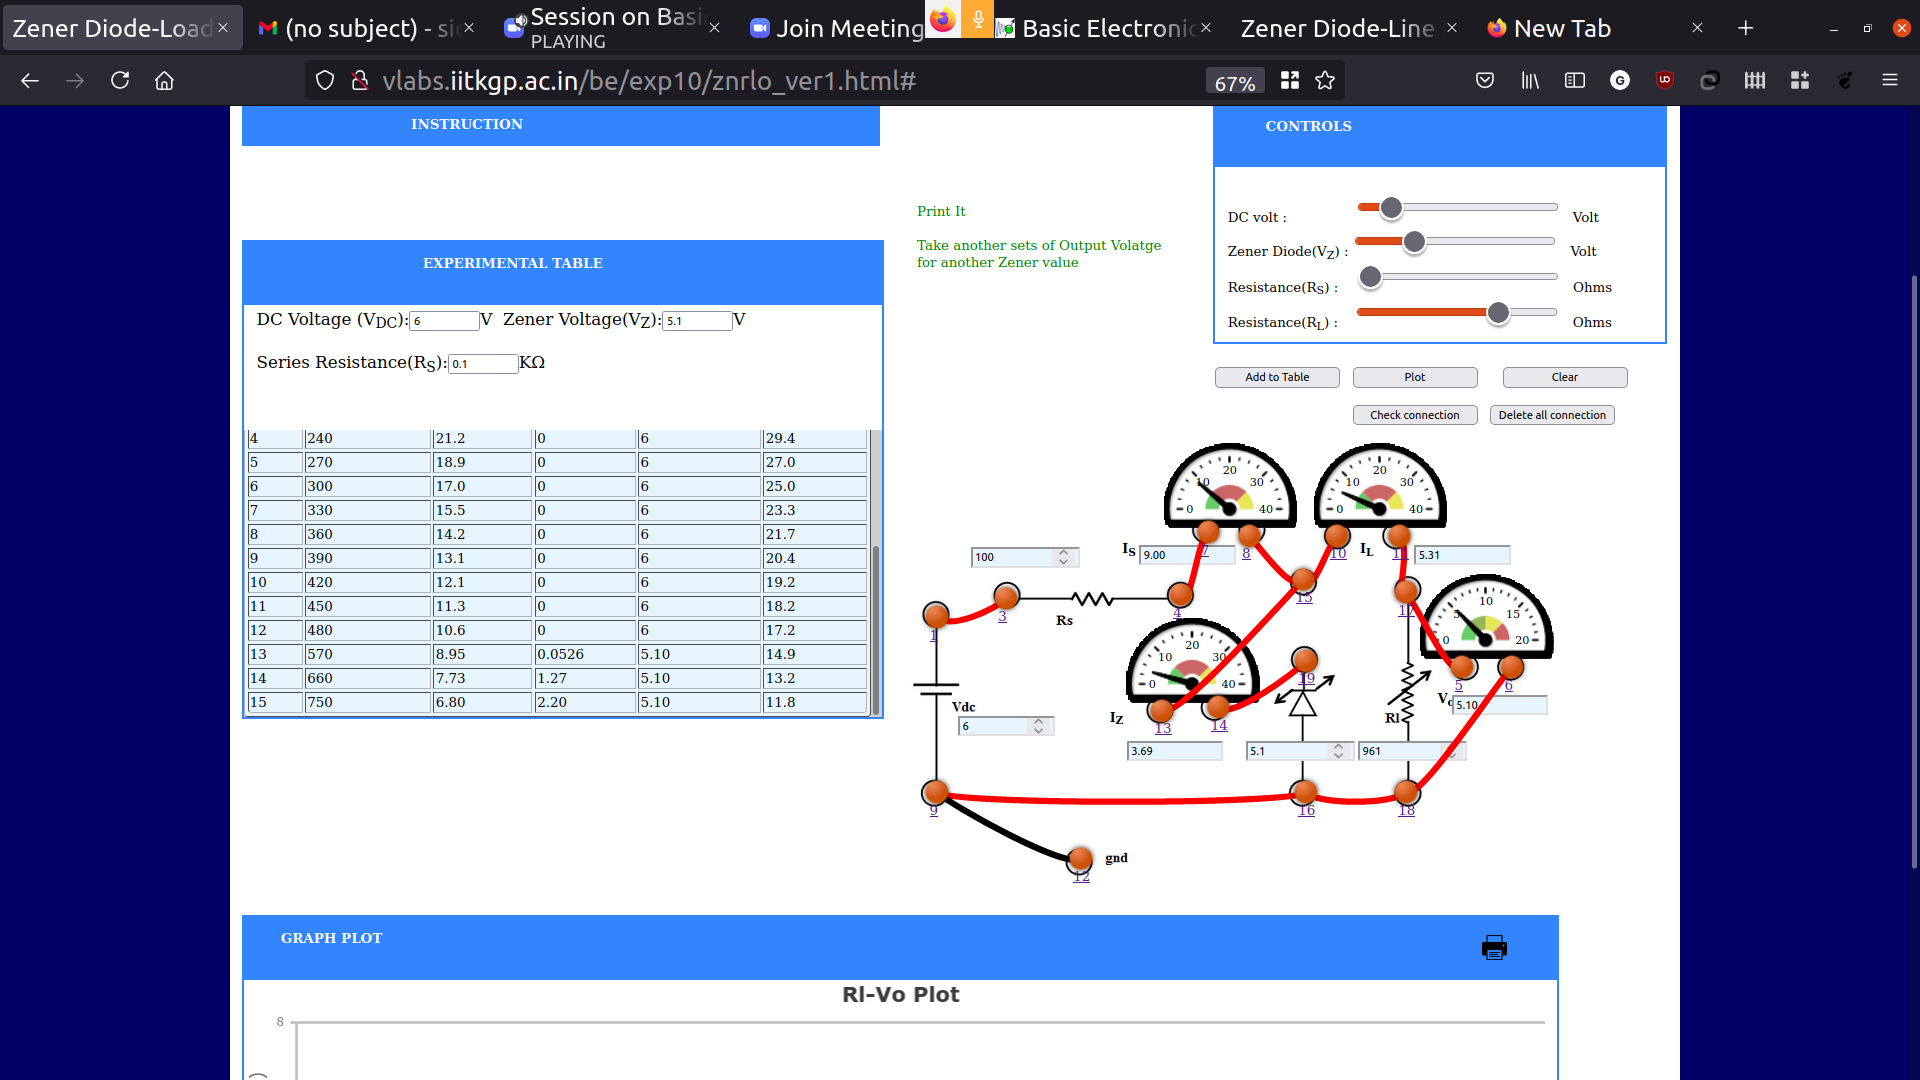 Zener Diode-Load
(no subject) - si
Session on Basi
PLAYING
Join Meeting
Basic Electronic
Zener Diode-Line
New Tab
vlabs.iitkgp.ac.in/be/exp10/znrlo_ver1.html#
67%
INSTRUCTION
CONTROLS
Print It
Take another sets of Output Volatge
for another Zener value
DC volt :
Volt
Zener Diode(VZ) :
Volt
Resistance(RS) :
Ohms
Resistance(RL) :
Ohms
EXPERIMENTAL TABLE
DC Voltage (VDC): 6 V Zener Voltage(VZ): 5.1 V
Series Resistance(RS): 0.1 KΩ
4 240 21.2 0 6 29.4
5 270 18.9 0 6 27.0
6 300 17.0 0 6 25.0
7 330 15.5 0 6 23.3
8 360 14.2 0 6 21.7
9 390 13.1 0 6 20.4
10 420 12.1 0 6 19.2
11 450 11.3 0 6 18.2
12 480 10.6 0 6 17.2
13 570 8.95 0.0526 5.10 14.9
14 660 7.73 1.27 5.10 13.2
15 750 6.80 2.20 5.10 11.8
Add to Table
Plot
Clear
Check connection
Delete all connection
0 10 20 30 40
0 10 20 30 40
100
IS 9.00
7
8
10
IL
11
5.31
1
3
Rs
4
15
17
0 5 10 15 20
0 10 20 30 40
19
5
6
Vdc
6
IZ
13
14
Rl
5.10
3.69
5.1
961
9
16
18
12
gnd
GRAPH PLOT
Rl-Vo Plot
8